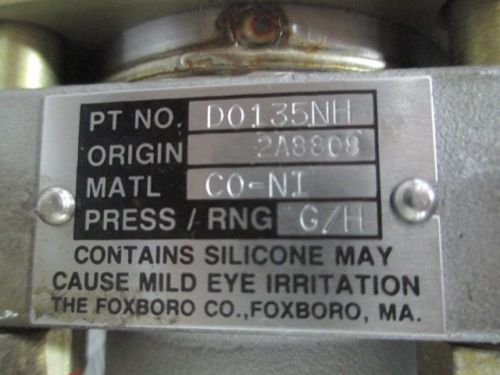 PT NO. D0135NH
ORIGIN 2A8808
MATL CO-NI
PRESS / RNG G/H
CONTAINS SILICONE MAY
CAUSE MILD EYE IRRITATION
THE FOXBORO CO., FOXBORO, MA.